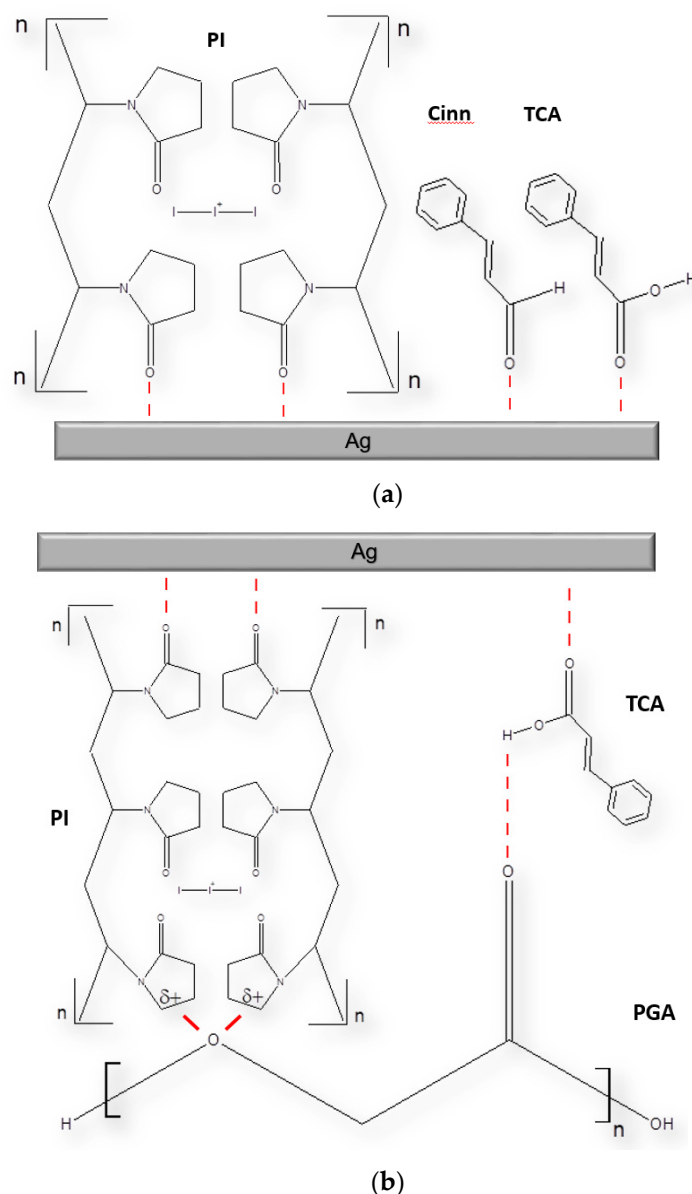 n n
PI
N N
O O
Cinn TCA
I I+ I
N N
H
O H
O O
O O
n n
Ag
(a)
Ag
n n
O O
N N
O
TCA
H O
N N
PI
O O
I I+ I
O
O O
N N
δ+ δ+
n n
PGA
O
H
n
OH
(b)